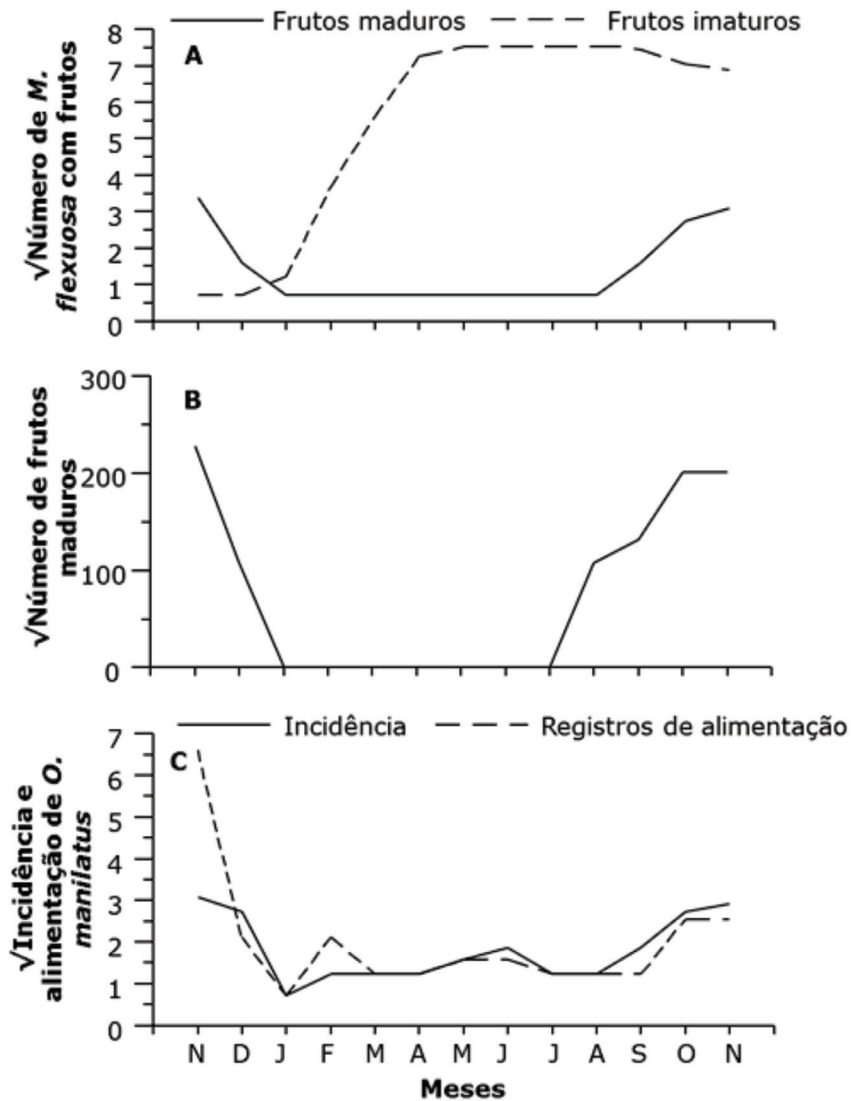 Frutos maduros Frutos imaturos
A
√Número de M.
flexuosa com frutos
8
7
6
5
4
3
2
1
0
B
√Número de frutos
maduros
300
200
100
0
Incidência Registros de alimentação
C
√Incidência e
alimentação de O.
manilatus
7
6
5
4
3
2
1
0
N D J F M A M J J A S O N
Meses